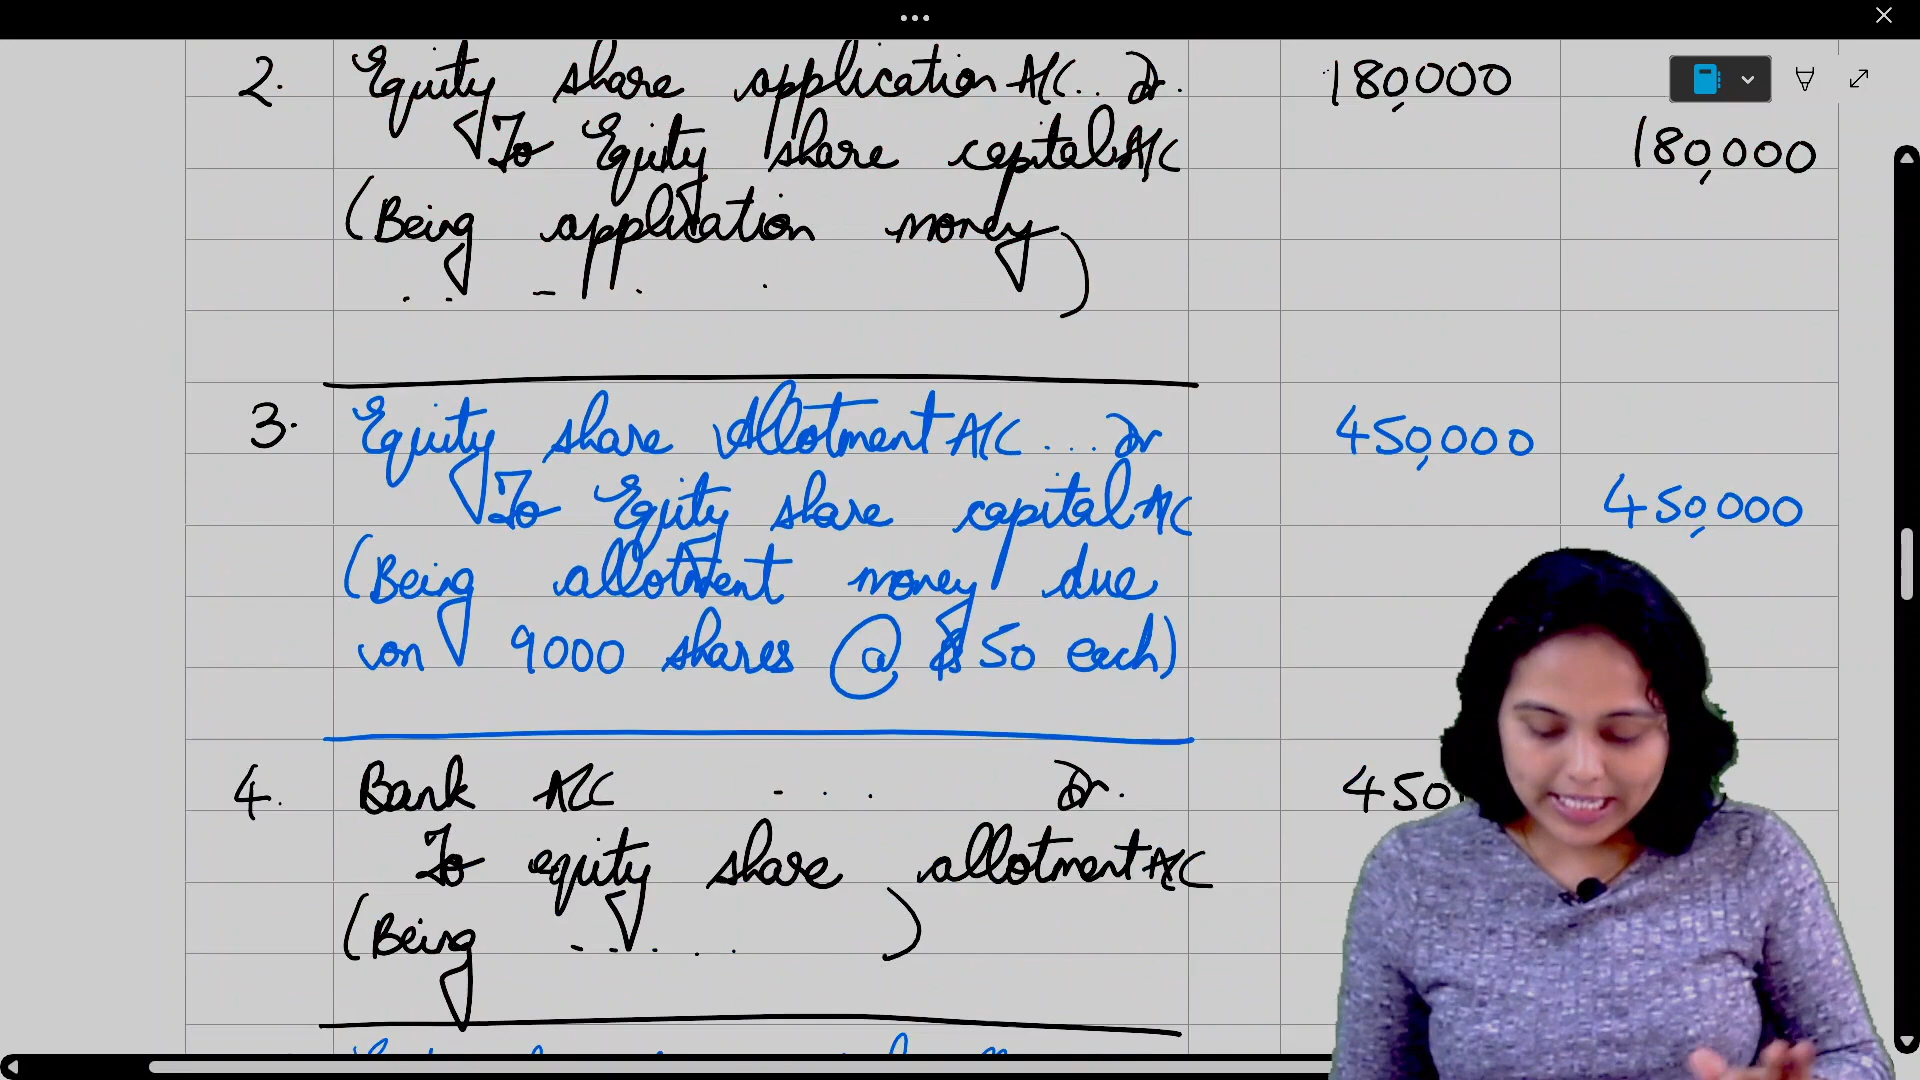 2. Equity share application A/C .. Dr. 180,000
To Equity share capital A/C 180,000
(Being application money
.. - . . )
3. Equity share Allotment A/C ... Dr 450,000
To Equity share capital A/C 450,000
(Being allotment money due
on 9000 shares @ $50 each)
4. Bank A/C - . . Dr. 450
To equity share allotment A/C
(Being - . . . . )